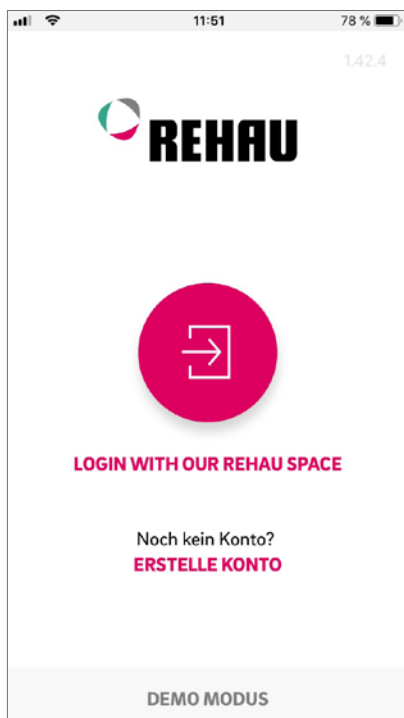 11:51
78 %
1.42.4
REHAU
LOGIN WITH OUR REHAU SPACE
Noch kein Konto?
ERSTELLE KONTO
DEMO MODUS